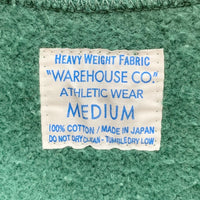 HEAVY WEIGHT FABRIC
"WAREHOUSE CO."
ATHLETIC WEAR
MEDIUM
100% COTTON / MADE IN JAPAN
DO NOT DRY CLEAN - TUMBLE DRY LOW -